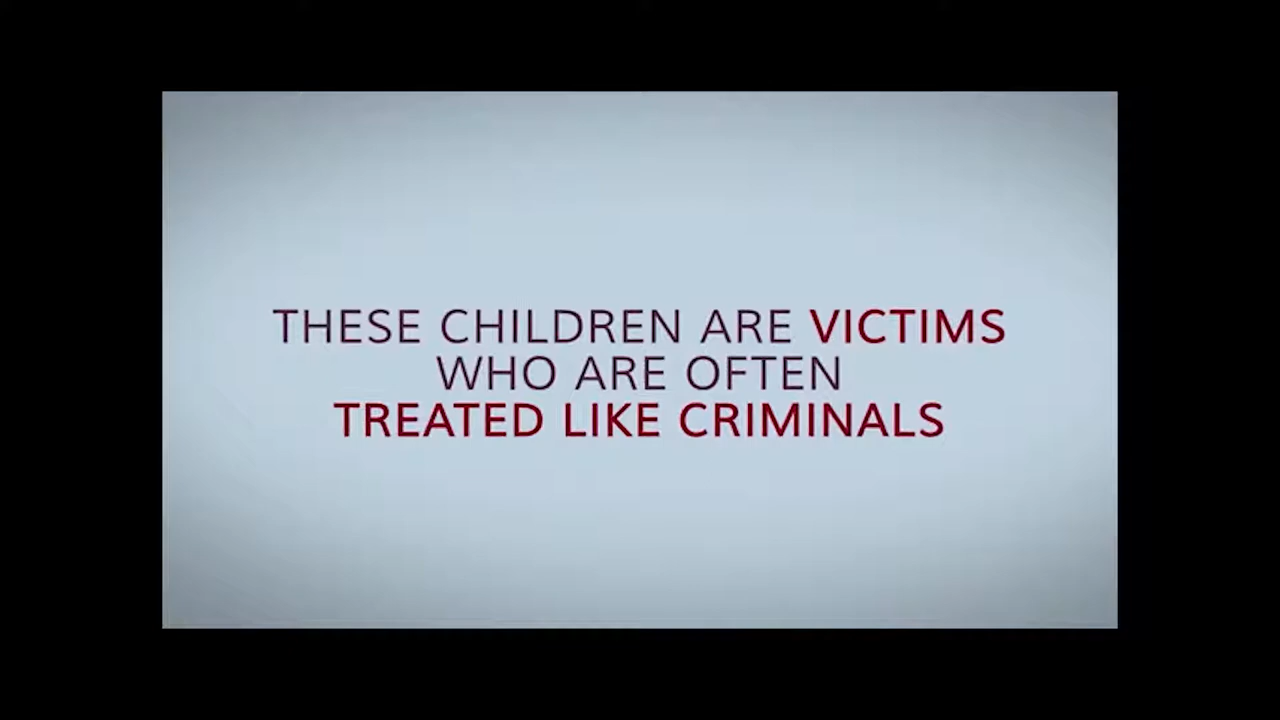 THESE CHILDREN ARE VICTIMS
WHO ARE OFTEN
TREATED LIKE CRIMINALS